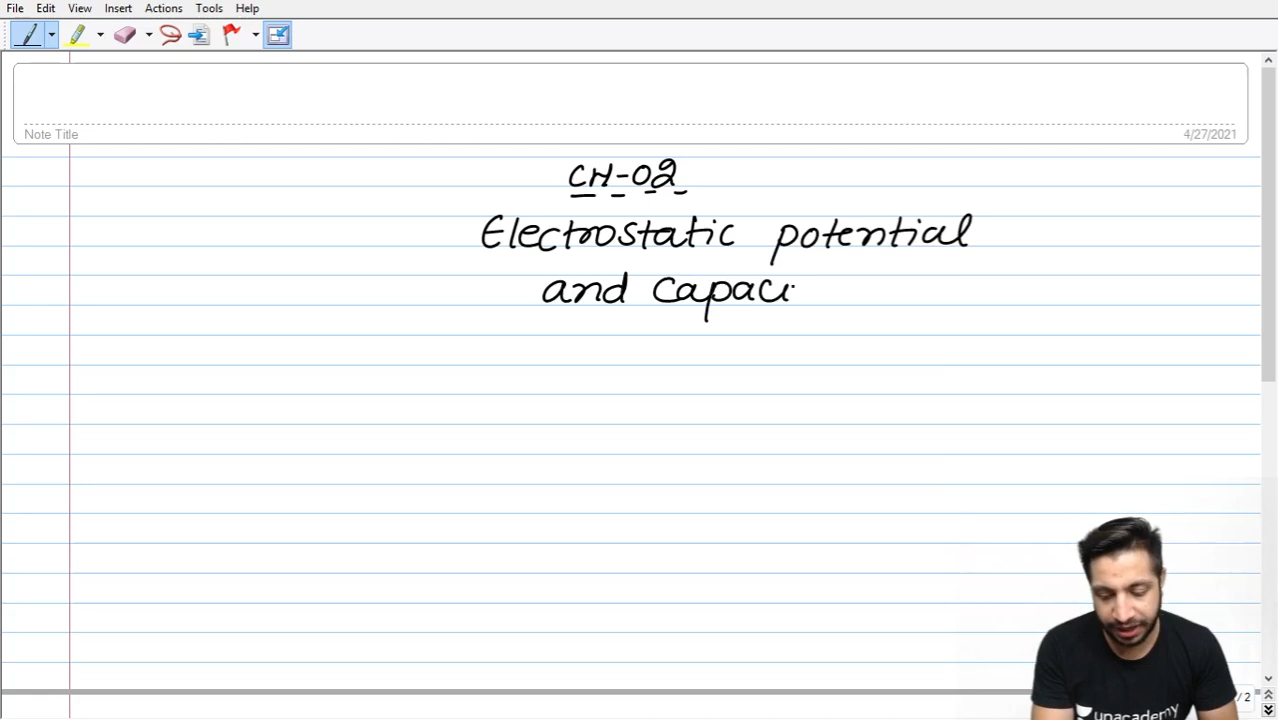 File Edit View Insert Actions Tools Help
Note Title
4/27/2021
CH-02
Electrostatic potential
and Capaci
/ 2
unacademy